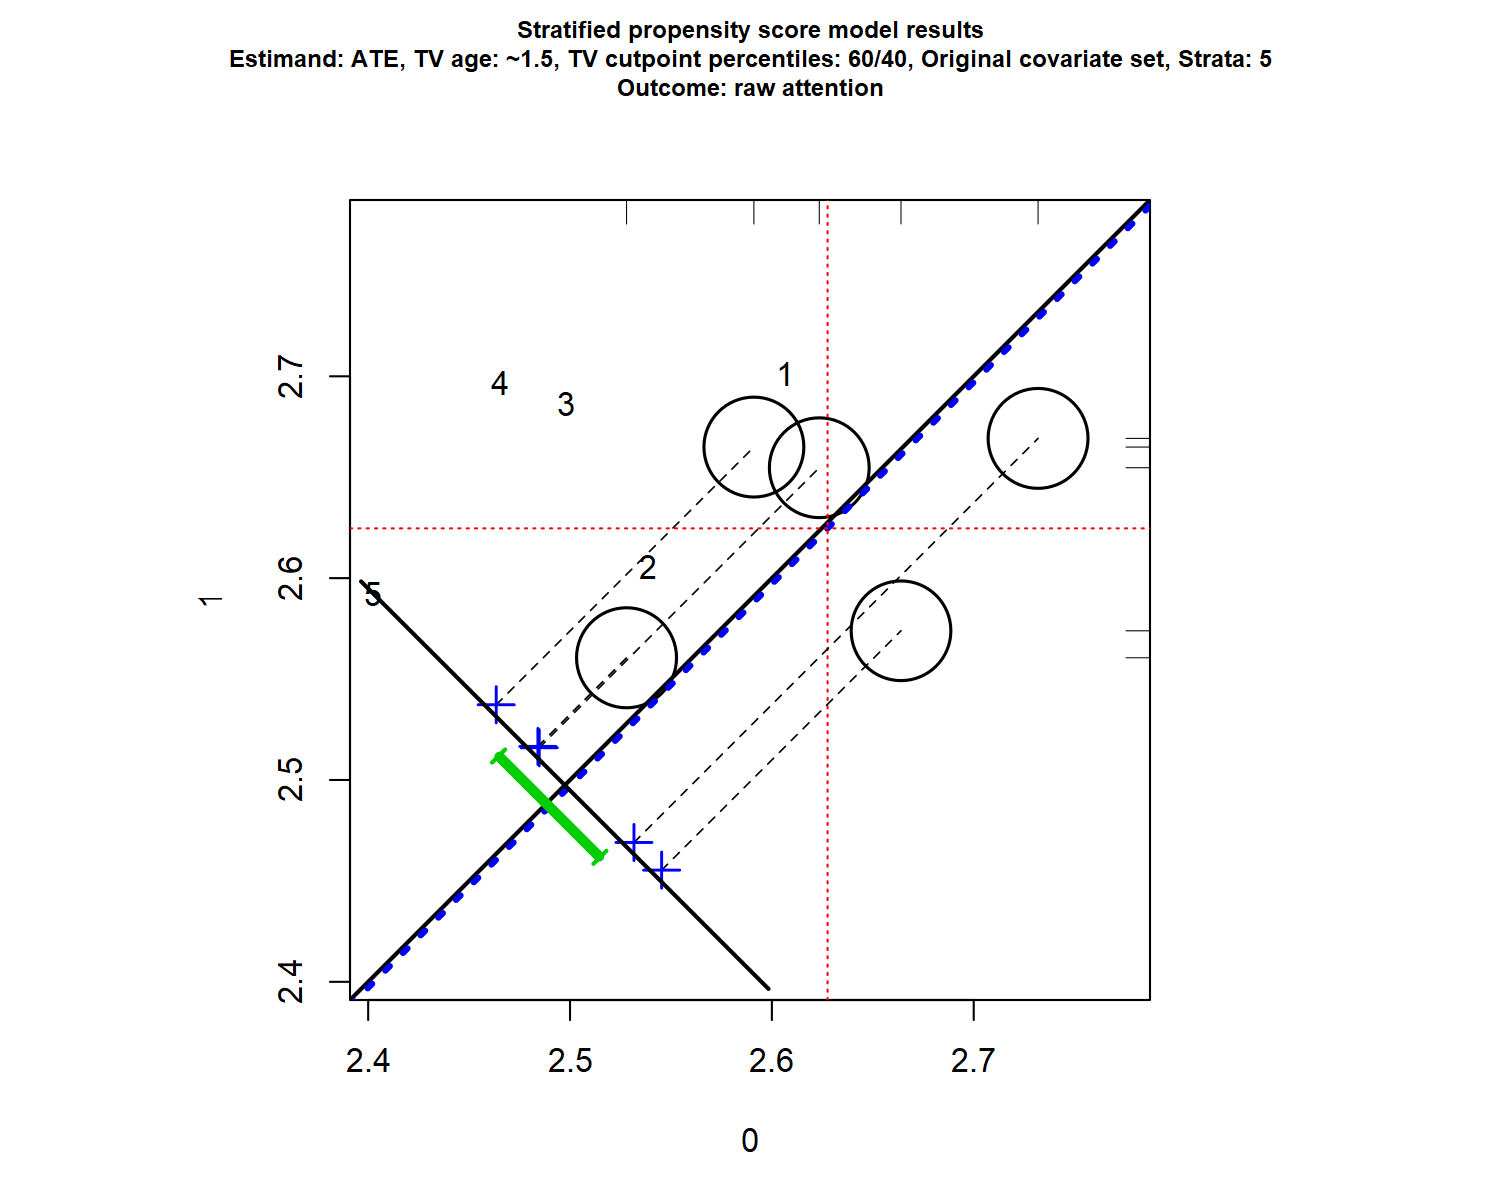 Stratified propensity score model results
Estimand: ATE, TV age: ~1.5, TV cutpoint percentiles: 60/40, Original covariate set, Strata: 5
Outcome: raw attention
2.7
4
3
1
2.6
2
5
1
2.5
2.4
2.4 2.5 2.6 2.7
0